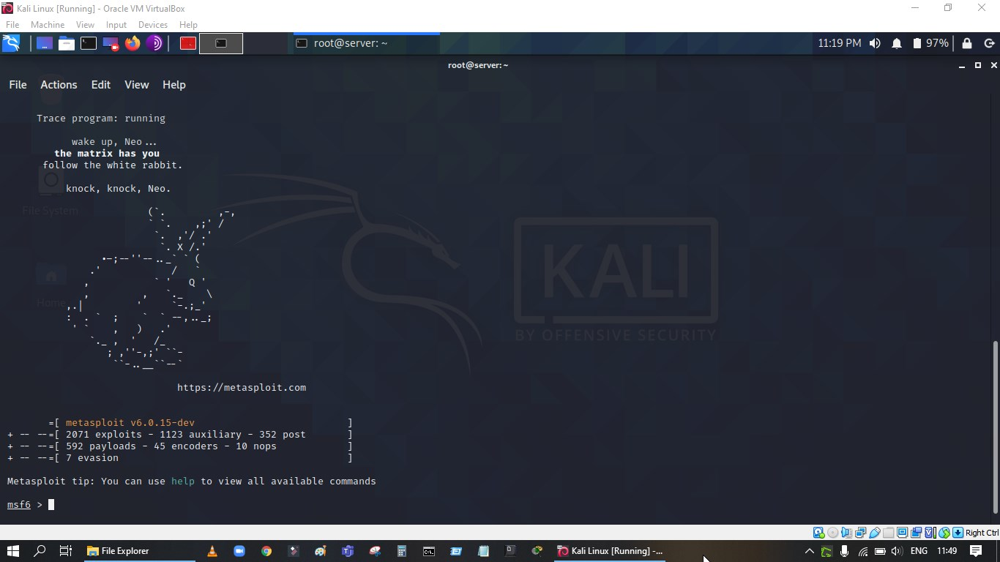 Kali Linux [Running] - Oracle VM VirtualBox
File Machine View Input Devices Help
root@server: ~
11:19 PM
97%
root@server: ~
File Actions Edit View Help
Trace program: running
wake up, Neo...
the matrix has you
follow the white rabbit.
knock, knock, Neo.
File System
Home
KALI
BY OFFENSIVE SECURITY
https://metasploit.com
=[ metasploit v6.0.15-dev ]
+ -- --=[ 2071 exploits - 1123 auxiliary - 352 post ]
+ -- --=[ 592 payloads - 45 encoders - 10 nops ]
+ -- --=[ 7 evasion ]
Metasploit tip: You can use help to view all available commands
msf6 >
Right Ctrl
File Explorer
Kali Linux [Running] -...
ENG
11:49